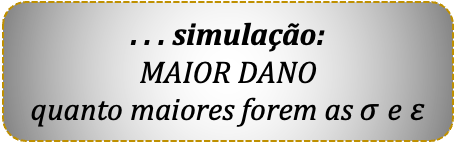 . . . simulação:
MAIOR DANO
quanto maiores forem as σ e ε